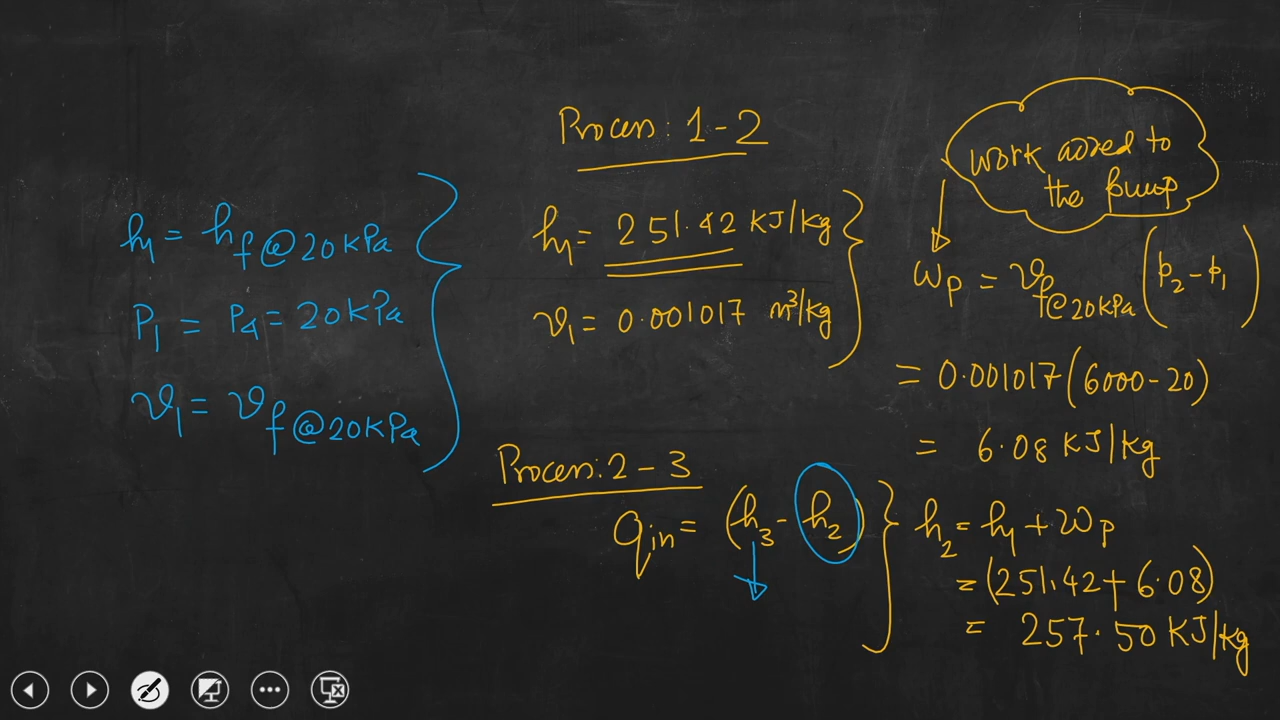 h₁ = hf@20kPa
P₁ = P₄ = 20kPa
v₁ = vf@20kPa
Process: 1-2
h₁ = 251.42 KJ/kg
v₁ = 0.001017 m³/kg
Process: 2-3
qin = (h₃ - h₂)
work added to
the pump
wp = vf@20kPa (p₂-p₁)
= 0.001017(6000-20)
= 6.08 KJ/kg
h₂ = h₁ + wp
= (251.42 + 6.08)
= 257.50 KJ/kg